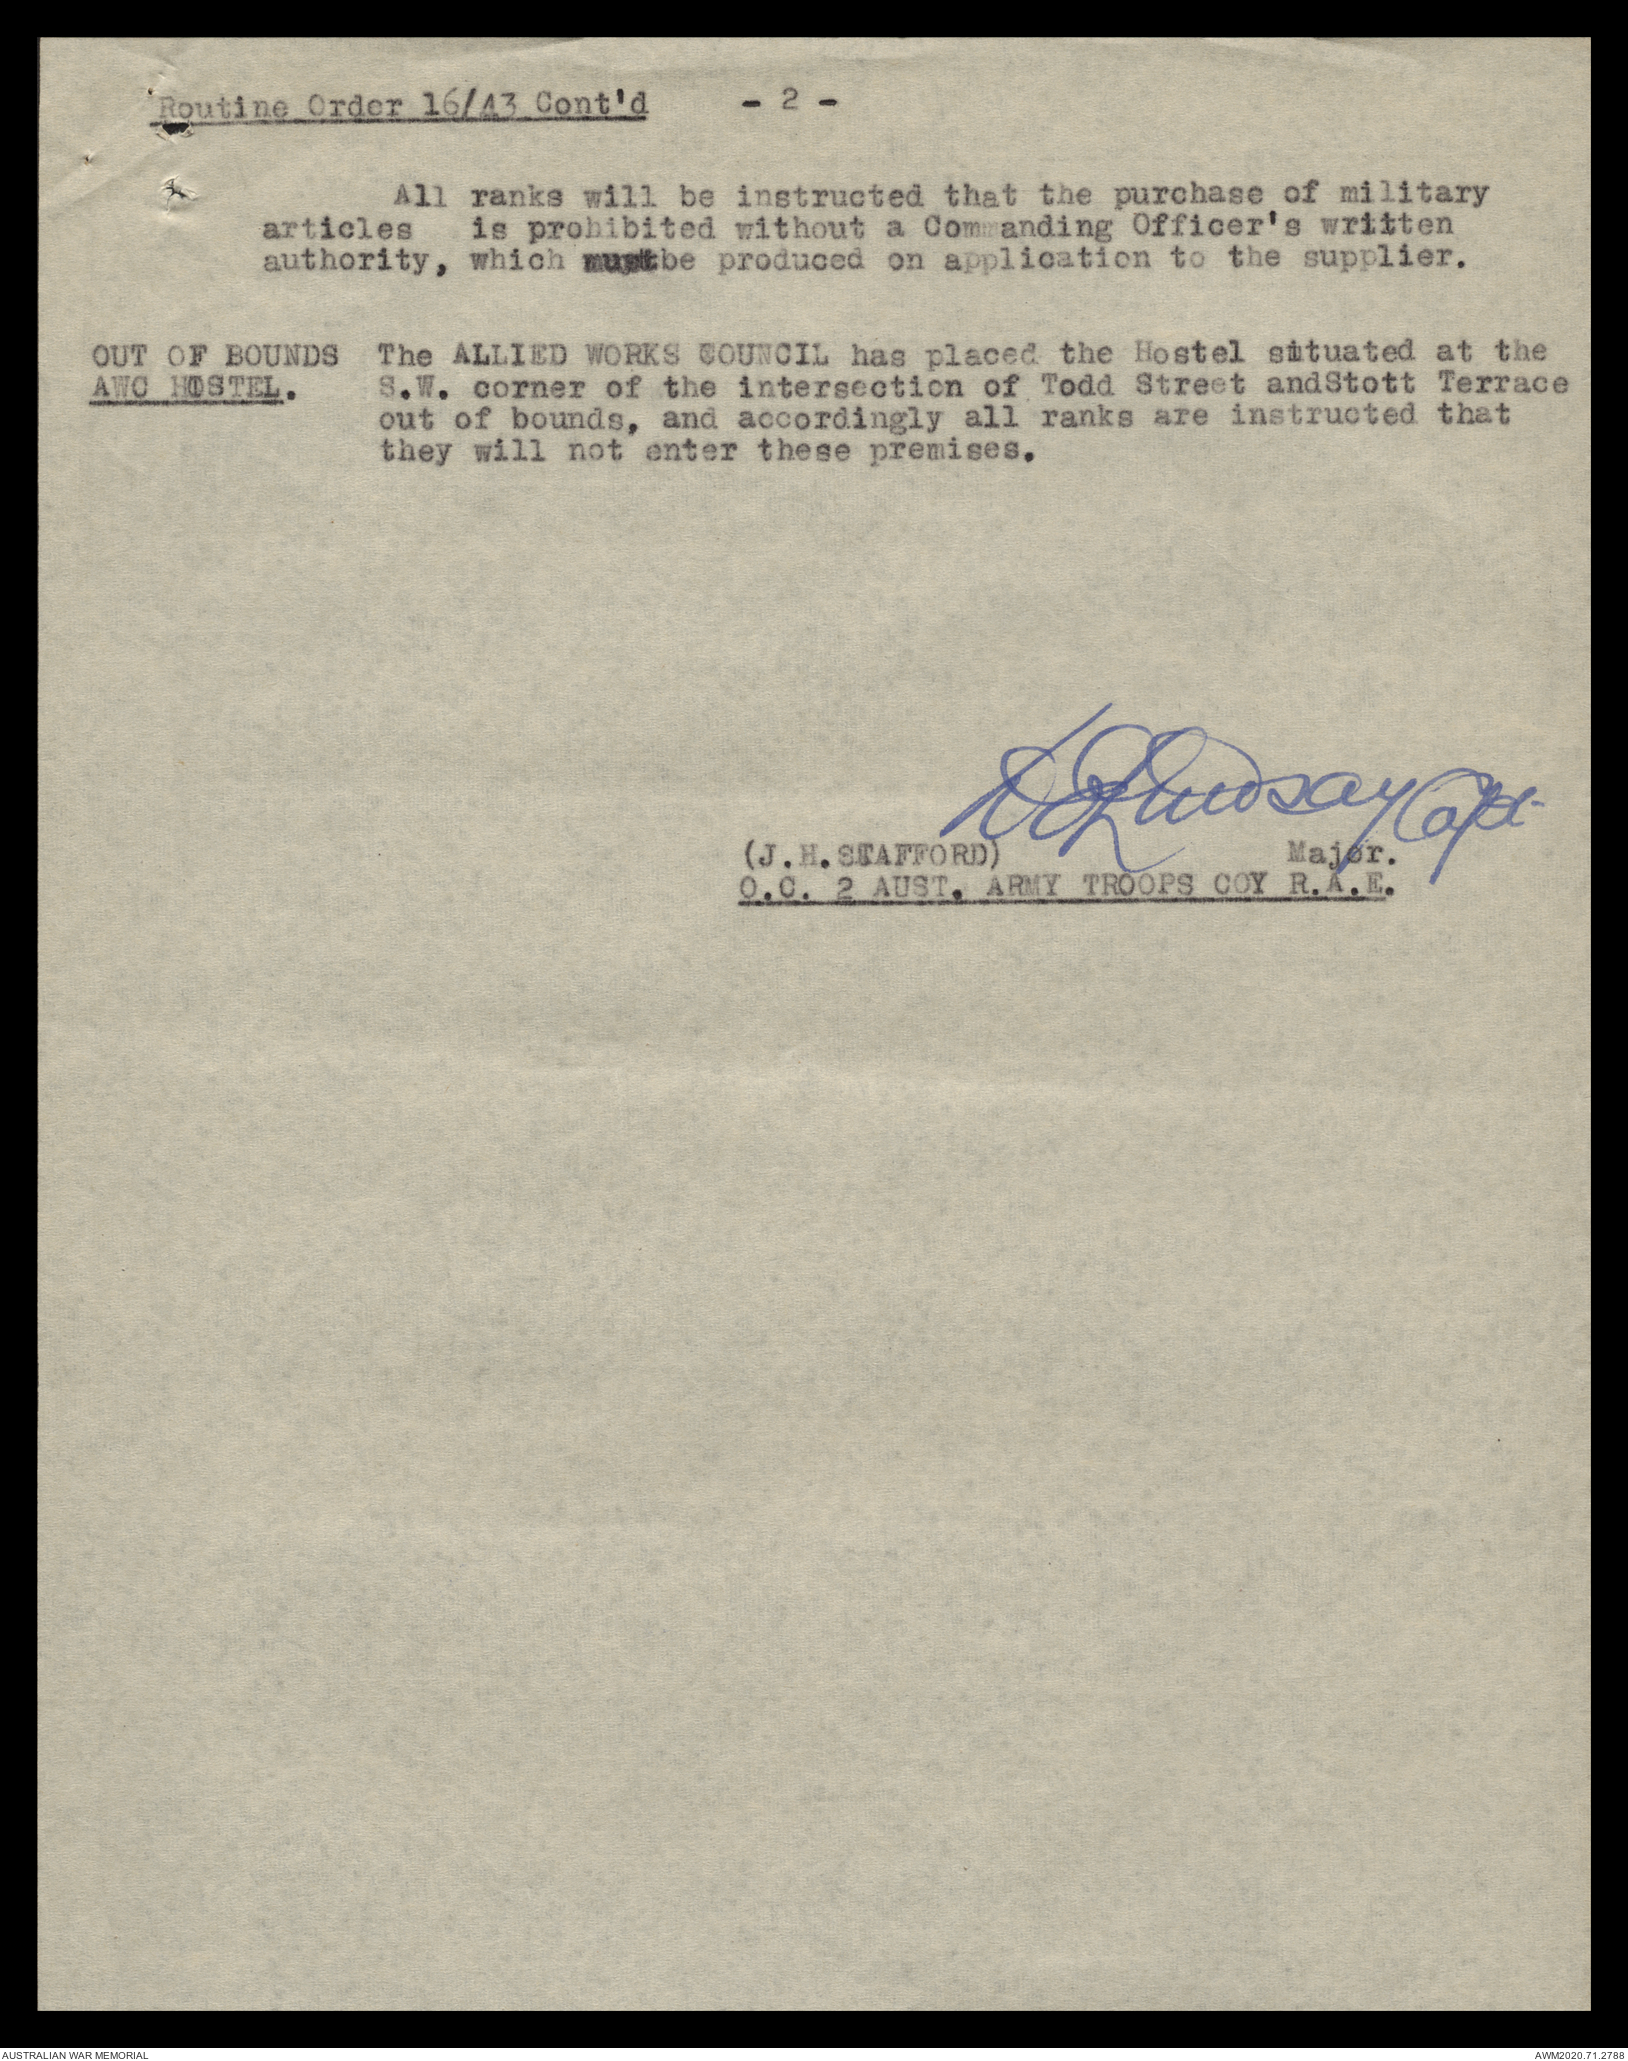 Routine Order 16/43 Cont'd - 2 -
All ranks will be instructed that the purchase of military
articles is prohibited without a Commanding Officer's written
authority, which must be produced on application to the supplier.
OUT OF BOUNDS The ALLIED WORKS COUNCIL has placed the Hostel situated at the
AWC HOSTEL. S.W. corner of the intersection of Todd Street andStott Terrace
out of bounds, and accordingly all ranks are instructed that
they will not enter these premises.
Lindsay Capt
(J.H.STAFFORD) Major.
O.C. 2 AUST. ARMY TROOPS COY R.A.E.
AUSTRALIAN WAR MEMORIAL AWM2020.71.2788